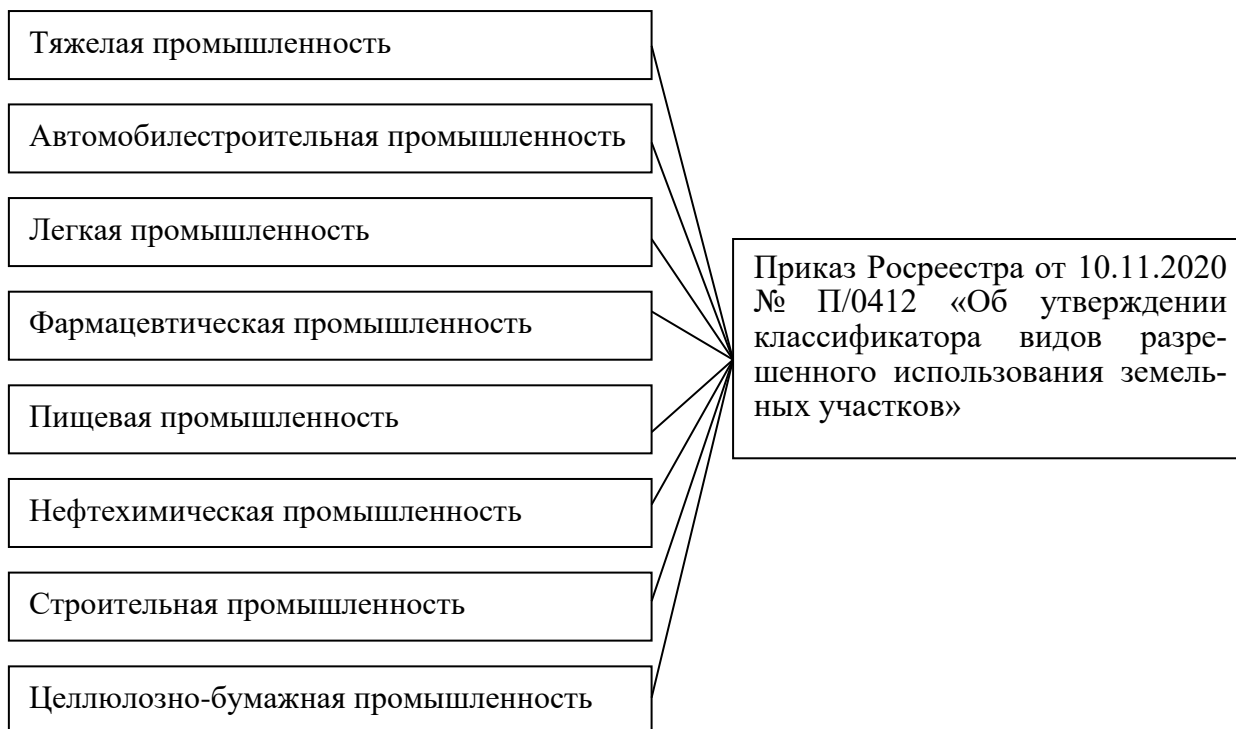 Тяжелая промышленность
Автомобилестроительная промышленность
Легкая промышленность
Фармацевтическая промышленность
Пищевая промышленность
Нефтехимическая промышленность
Строительная промышленность
Целлюлозно-бумажная промышленность
Приказ Росреестра от 10.11.2020
№ П/0412 «Об утверждении
классификатора видов разре-
шенного использования земель-
ных участков»